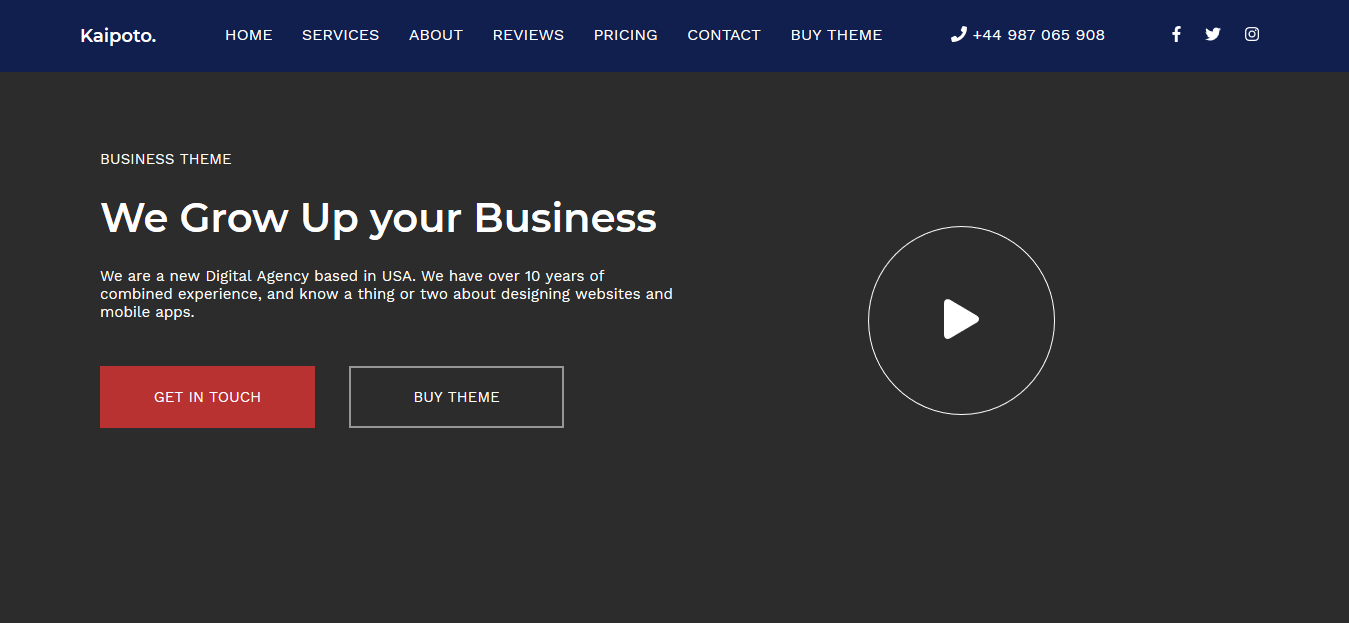 Kaipoto. HOME SERVICES ABOUT REVIEWS PRICING CONTACT BUY THEME +44 987 065 908
BUSINESS THEME
We Grow Up your Business
We are a new Digital Agency based in USA. We have over 10 years of
combined experience, and know a thing or two about designing websites and
mobile apps.
GET IN TOUCH BUY THEME